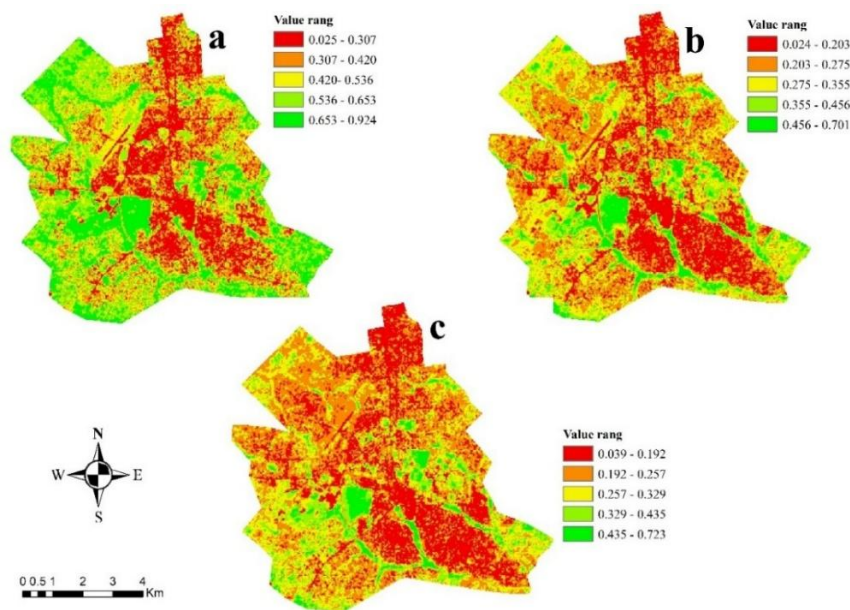 a
Value rang
0.025 - 0.307
0.307 - 0.420
0.420- 0.536
0.536 - 0.653
0.653 - 0.924
b
Value rang
0.024 - 0.203
0.203 - 0.275
0.275 - 0.355
0.355 - 0.456
0.456 - 0.701
c
Value rang
0.039 - 0.192
0.192 - 0.257
0.257 - 0.329
0.329 - 0.435
0.435 - 0.723
N
W E
S
0 0.5 1 2 3 4
Km